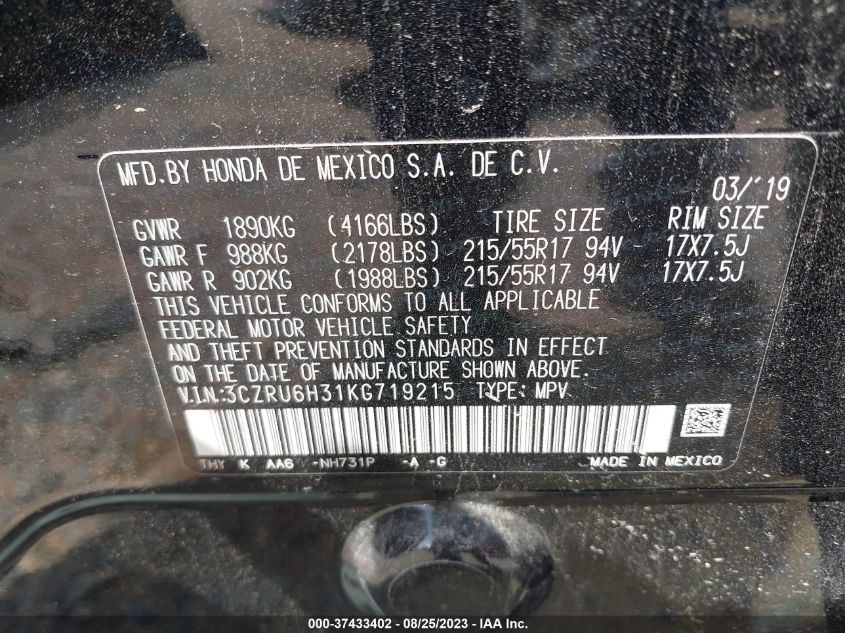 MFD.BY HONDA DE MEXICO S.A. DE C.V.
03/'19
GVWR 1890KG (4166LBS) TIRE SIZE RIM SIZE
GAWR F 988KG (2178LBS) 215/55R17 94V 17X7.5J
GAWR R 902KG (1988LBS) 215/55R17 94V 17X7.5J
THIS VEHICLE CONFORMS TO ALL APPLICABLE
FEDERAL MOTOR VEHICLE SAFETY
AND THEFT PREVENTION STANDARDS IN EFFECT
ON THE DATE OF MANUFACTURE SHOWN ABOVE.
V.I.N.:3CZRU6H31KG719215 TYPE: MPV
THY K AA6 -NH731P -A -G MADE IN MEXICO
000-37433402 - 08/25/2023 - IAA Inc.